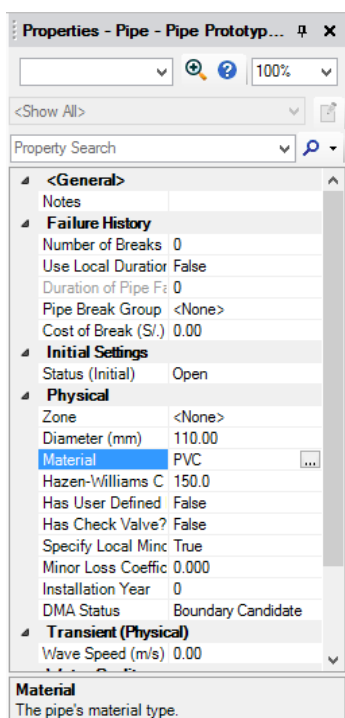 Properties - Pipe - Pipe Prototyp...
100%
<Show All>
Property Search
<General>
Notes
Failure History
Number of Breaks 0
Use Local Duration False
Duration of Pipe Fa 0
Pipe Break Group <None>
Cost of Break (S/.) 0.00
Initial Settings
Status (Initial) Open
Physical
Zone <None>
Diameter (mm) 110.00
Material PVC ...
Hazen-Williams C 150.0
Has User Defined False
Has Check Valve? False
Specify Local Minc True
Minor Loss Coeffic 0.000
Installation Year 0
DMA Status Boundary Candidate
Transient (Physical)
Wave Speed (m/s) 0.00
Material
The pipe's material type.